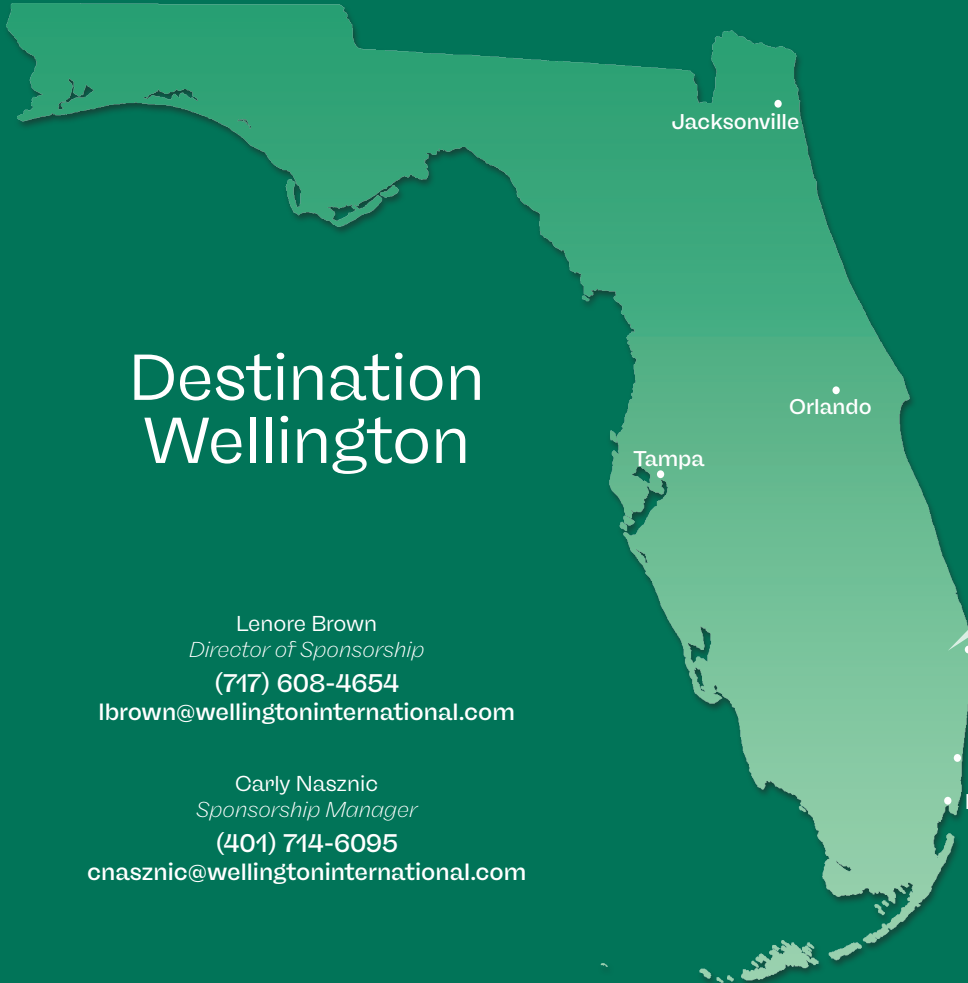 Jacksonville
Destination
Wellington
Orlando
Tampa
Lenore Brown
Director of Sponsorship
(717) 608-4654
lbrown@wellingtoninternational.com
Carly Nasznic
Sponsorship Manager
(401) 714-6095
cnasznic@wellingtoninternational.com